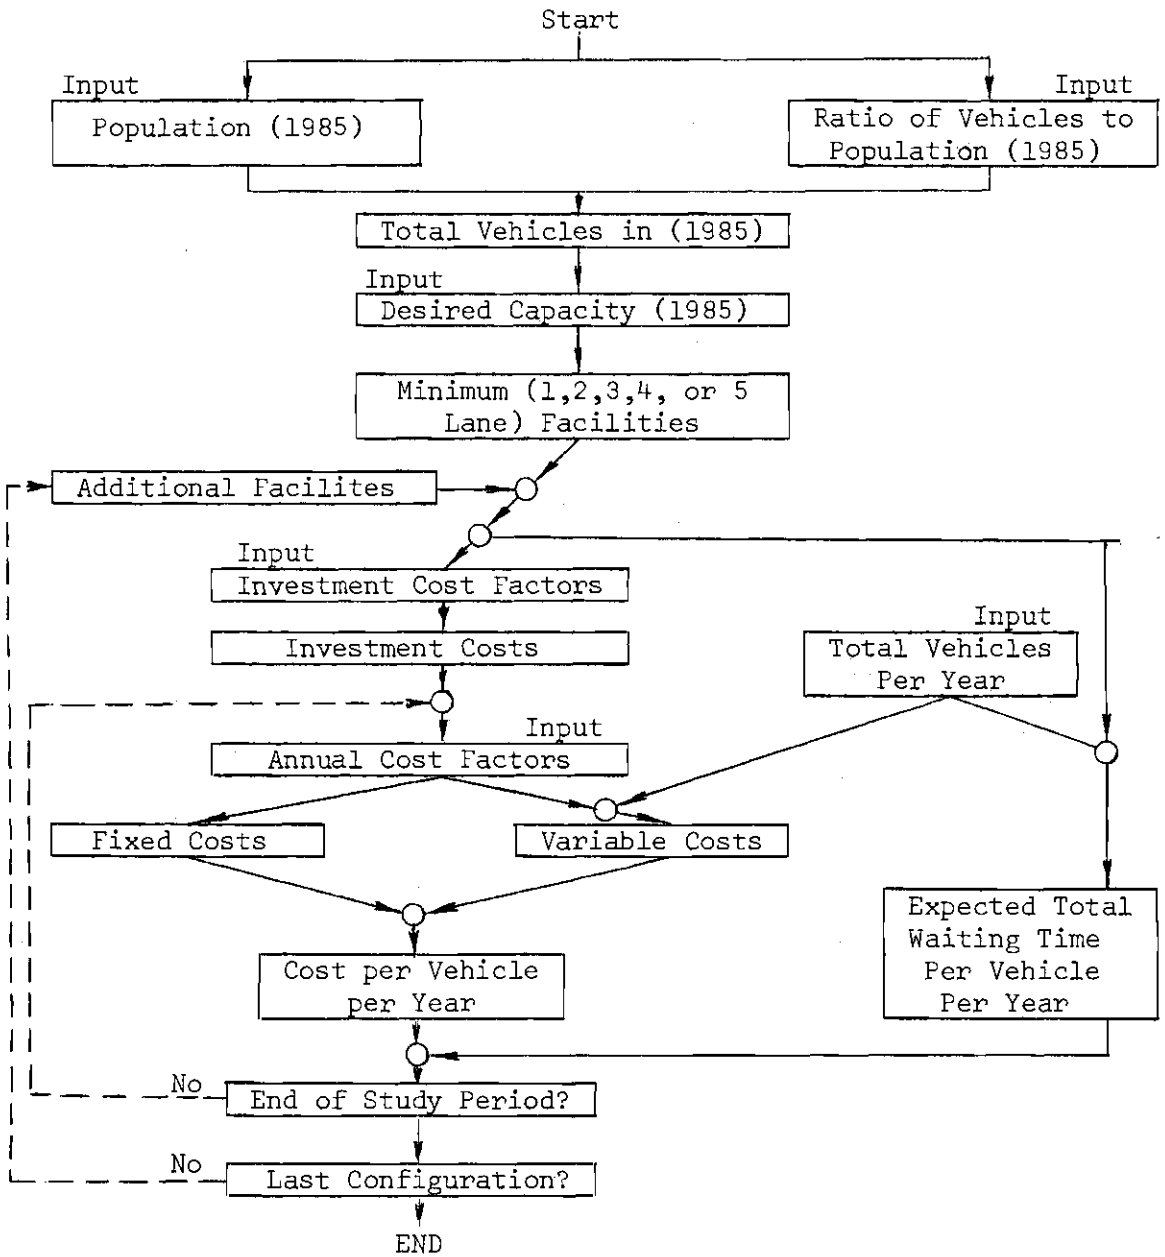 Start
Input
Population (1985)
Input
Ratio of Vehicles to
Population (1985)
Total Vehicles in (1985)
Input
Desired Capacity (1985)
Minimum (1,2,3,4, or 5
Lane) Facilities
Additional Facilites
Input
Investment Cost Factors
Investment Costs
Input
Total Vehicles
Per Year
Input
Annual Cost Factors
Fixed Costs
Variable Costs
Expected Total
Waiting Time
Per Vehicle
Per Year
Cost per Vehicle
per Year
No
End of Study Period?
No
Last Configuration?
END